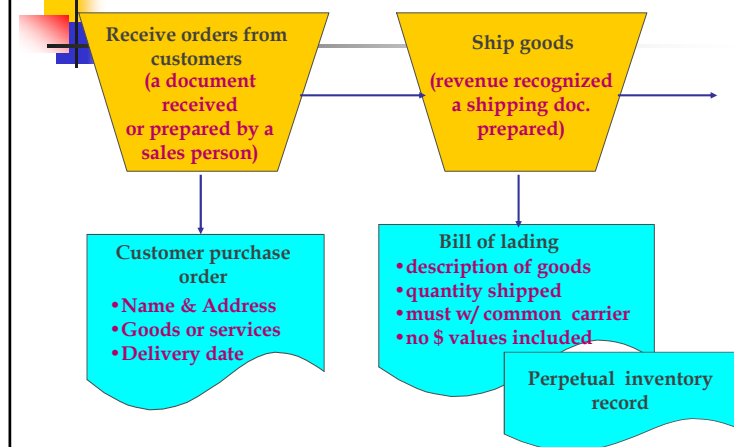 Receive orders from
customers
(a document
received
or prepared by a
sales person)
Ship goods
(revenue recognized
a shipping doc.
prepared)
Customer purchase
order
•Name & Address
•Goods or services
•Delivery date
Bill of lading
•description of goods
•quantity shipped
•must w/ common carrier
•no $ values included
Perpetual inventory
record